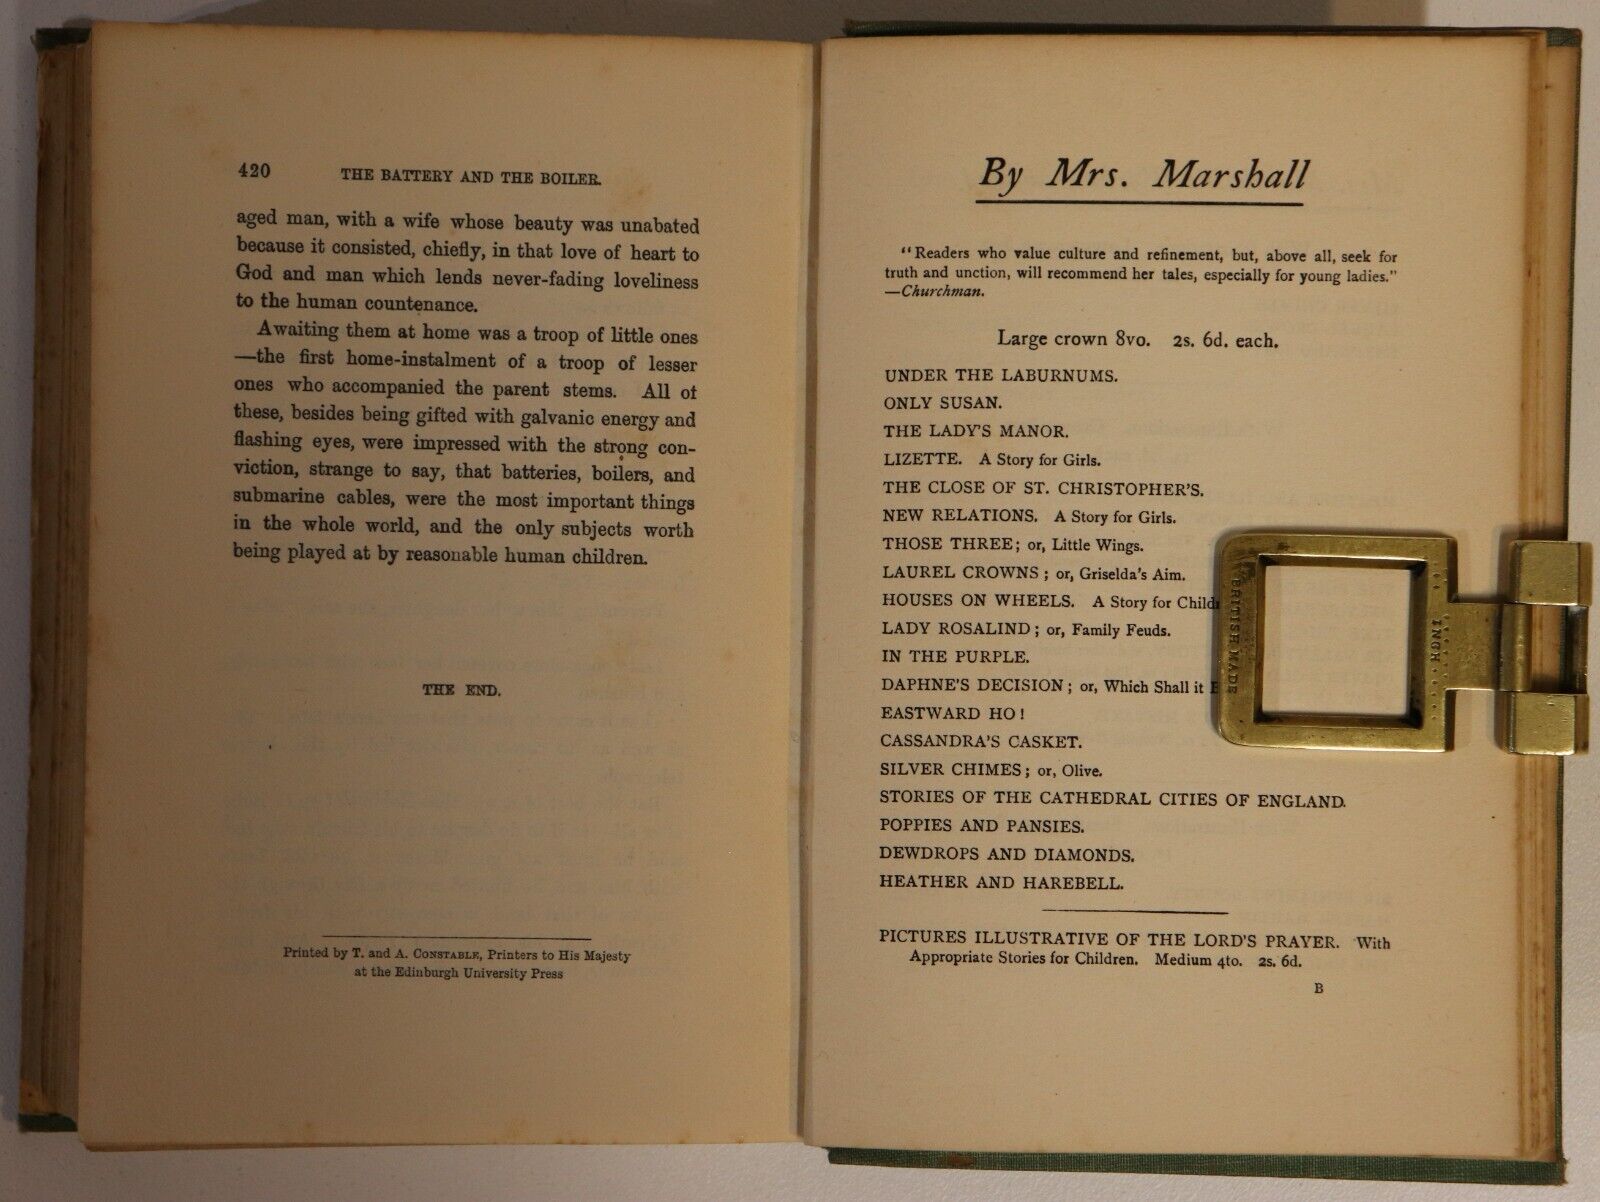 420 THE BATTERY AND THE BOILER.
aged man, with a wife whose beauty was unabated
because it consisted, chiefly, in that love of heart to
God and man which lends never-fading loveliness
to the human countenance.
Awaiting them at home was a troop of little ones
—the first home-instalment of a troop of lesser
ones who accompanied the parent stems. All of
these, besides being gifted with galvanic energy and
flashing eyes, were impressed with the strong con-
viction, strange to say, that batteries, boilers, and
submarine cables, were the most important things
in the whole world, and the only subjects worth
being played at by reasonable human children.
THE END.
Printed by T. and A. CONSTABLE, Printers to His Majesty
at the Edinburgh University Press
By Mrs. Marshall
"Readers who value culture and refinement, but, above all, seek for
truth and unction, will recommend her tales, especially for young ladies."
—Churchman.
Large crown 8vo. 2s. 6d. each.
UNDER THE LABURNUMS.
ONLY SUSAN.
THE LADY'S MANOR.
LIZETTE. A Story for Girls.
THE CLOSE OF ST. CHRISTOPHER'S.
NEW RELATIONS. A Story for Girls.
THOSE THREE; or, Little Wings.
LAUREL CROWNS; or, Griselda's Aim.
HOUSES ON WHEELS. A Story for
LADY ROSALIND; or, Family Feuds.
IN THE PURPLE.
DAPHNE'S DECISION; or, Which Shall it
EASTWARD HO!
CASSANDRA'S CASKET.
SILVER CHIMES; or, Olive.
STORIES OF THE CATHEDRAL CITIES OF ENGLAND.
POPPIES AND PANSIES.
DEWDROPS AND DIAMONDS.
HEATHER AND HAREBELL.
PICTURES ILLUSTRATIVE OF THE LORD'S PRAYER. With
Appropriate Stories for Children. Medium 4to. 2s. 6d.
B
BRITISH MADE
1 INCH